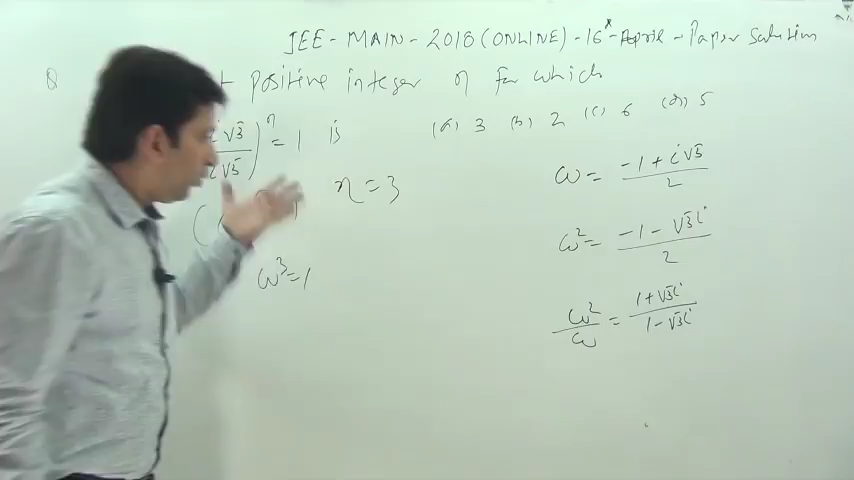 JEE - MAIN - 2018 (ONLINE) - 16 - April - Paper Solution
Q t positive integer n for which
i√3 / i√3 )ⁿ = 1 is
(a) 3 (b) 2 (c) 6 (d) 5
n = 3
ω³ = 1
ω = -1 + i√3 / 2
ω² = -1 - √3i / 2
ω² / ω = 1 + √3i / 1 - √3i